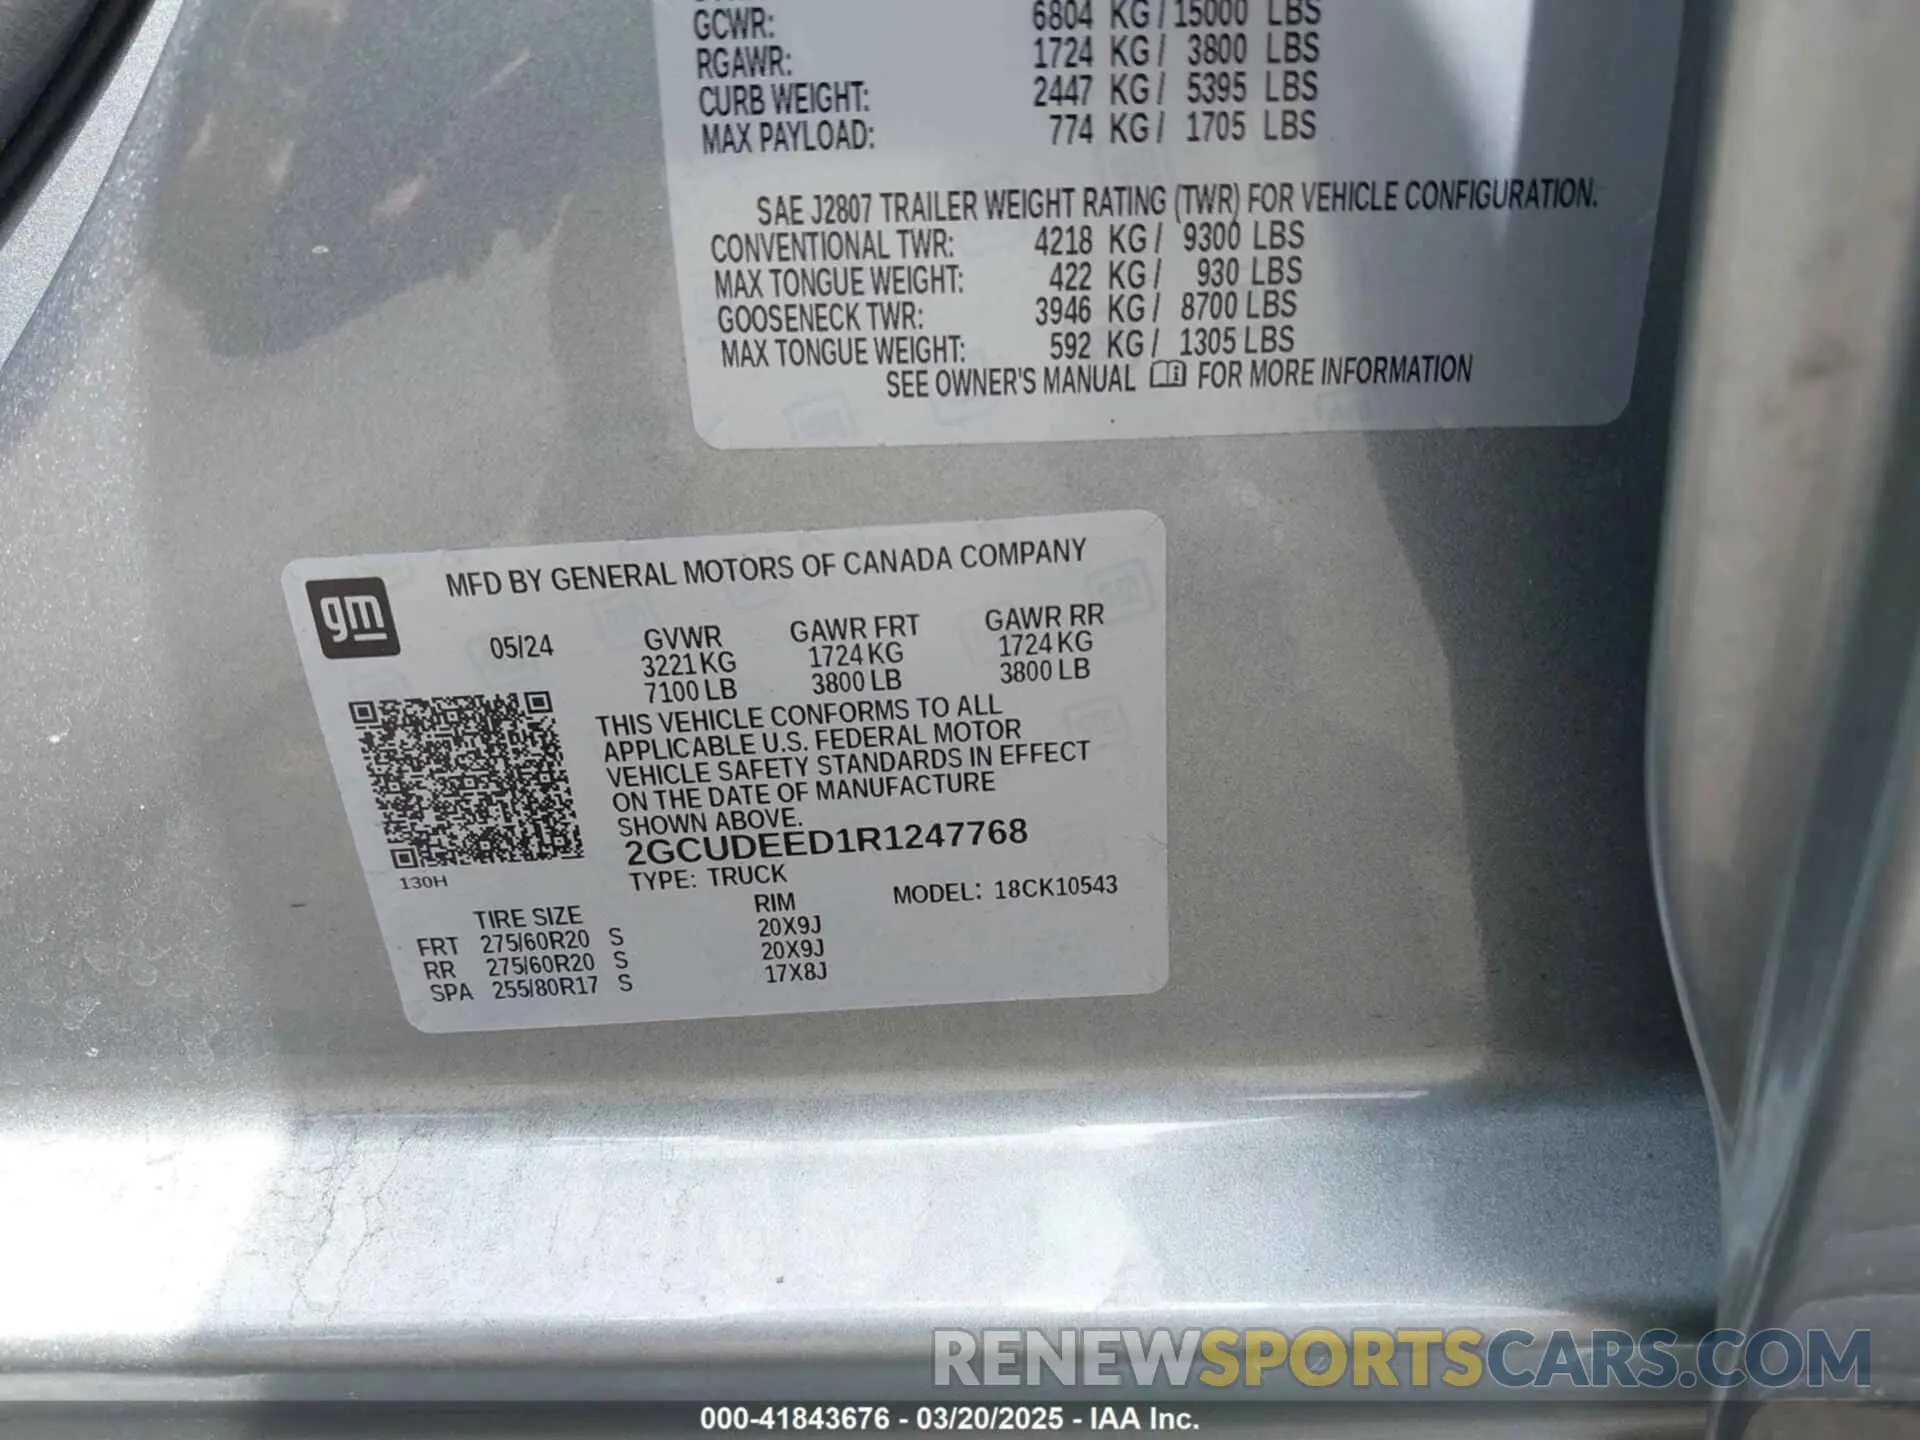 GCWR: 6804 KG/ 15000 LBS
RGAWR: 1724 KG/ 3800 LBS
CURB WEIGHT: 2447 KG/ 5395 LBS
MAX PAYLOAD: 774 KG/ 1705 LBS
SAE J2807 TRAILER WEIGHT RATING (TWR) FOR VEHICLE CONFIGURATION.
CONVENTIONAL TWR: 4218 KG/ 9300 LBS
MAX TONGUE WEIGHT: 422 KG/ 930 LBS
GOOSENECK TWR: 3946 KG/ 8700 LBS
MAX TONGUE WEIGHT: 592 KG/ 1305 LBS
SEE OWNER'S MANUAL FOR MORE INFORMATION
gm
MFD BY GENERAL MOTORS OF CANADA COMPANY
05/24 GVWR GAWR FRT GAWR RR
3221 KG 1724 KG 1724 KG
7100 LB 3800 LB 3800 LB
THIS VEHICLE CONFORMS TO ALL
APPLICABLE U.S. FEDERAL MOTOR
VEHICLE SAFETY STANDARDS IN EFFECT
ON THE DATE OF MANUFACTURE
SHOWN ABOVE.
2GCUDEED1R1247768
130H
TYPE: TRUCK MODEL: 18CK10543
TIRE SIZE RIM
FRT 275/60R20 S 20X9J
RR 275/60R20 S 20X9J
SPA 255/80R17 S 17X8J
RENEWSPORTSCARS.COM
000-41843676 - 03/20/2025 - IAA Inc.